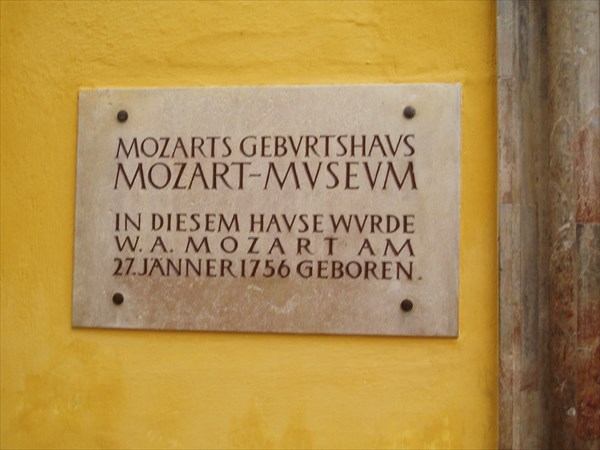 MOZARTS GEBVRTSHAVS
MOZART-MVSEVM
IN DIESEM HAVSE WVRDE
W. A. MOZART AM
27. JÄNNER 1756 GEBOREN.